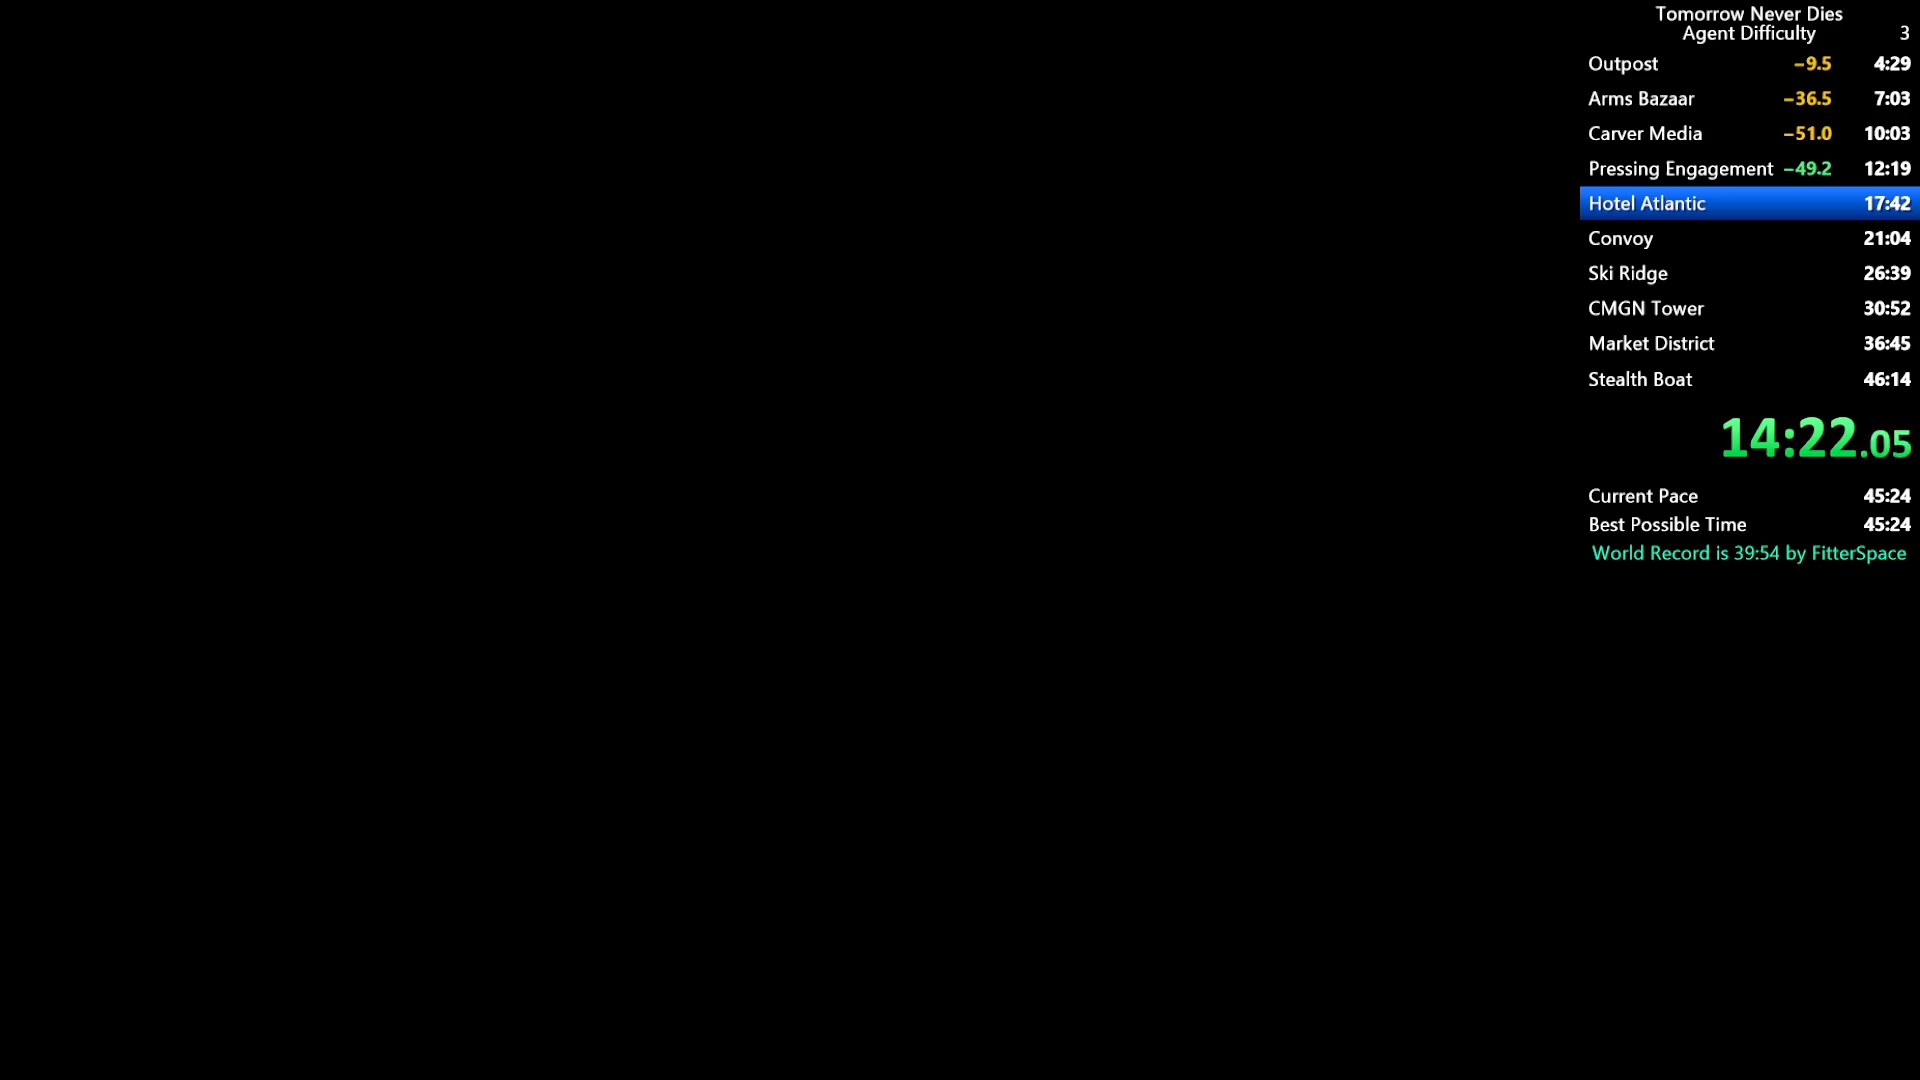 Tomorrow Never Dies
Agent Difficulty 3
Outpost −9.5 4:29
Arms Bazaar −36.5 7:03
Carver Media −51.0 10:03
Pressing Engagement −49.2 12:19
Hotel Atlantic 17:42
Convoy 21:04
Ski Ridge 26:39
CMGN Tower 30:52
Market District 36:45
Stealth Boat 46:14
14:22.05
Current Pace 45:24
Best Possible Time 45:24
World Record is 39:54 by FitterSpace